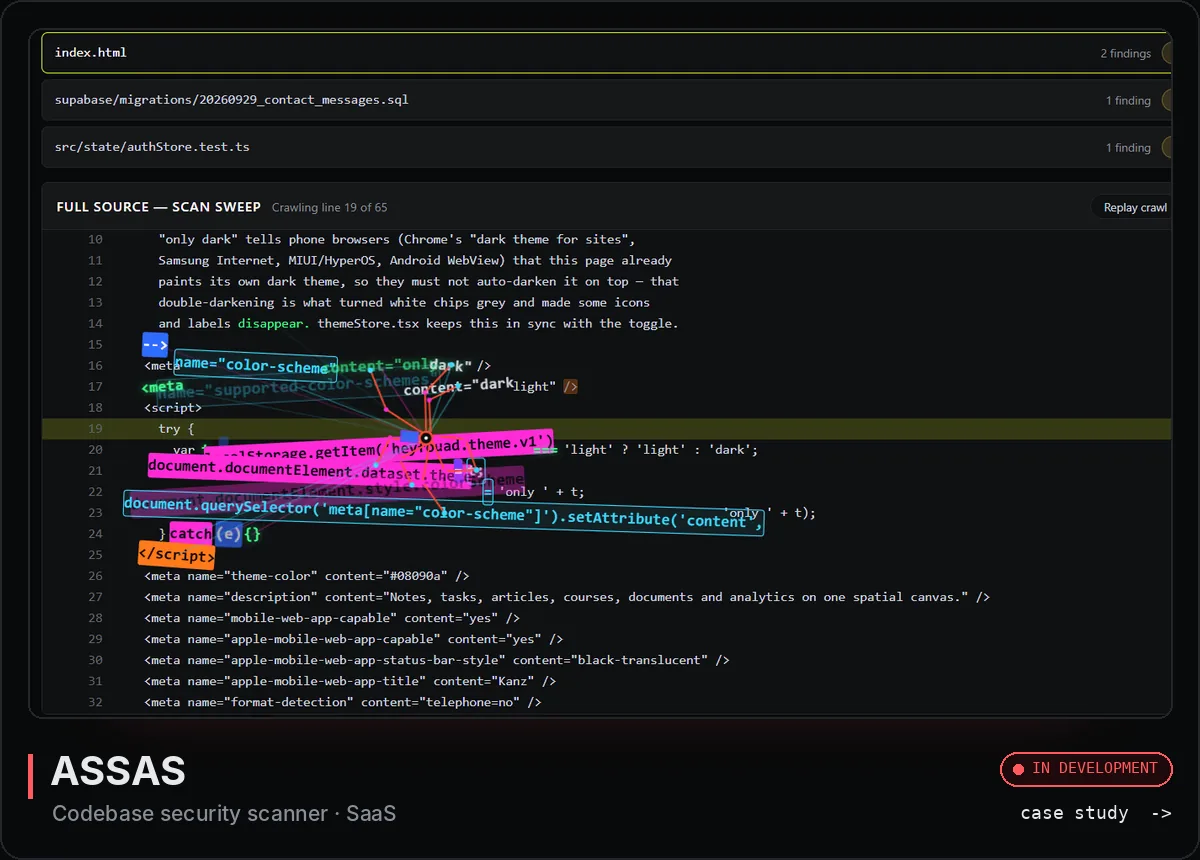 index.html 2 findings
supabase/migrations/20260929_contact_messages.sql 1 finding
src/state/authStore.test.ts 1 finding
FULL SOURCE — SCAN SWEEP Crawling line 19 of 65 Replay crawl
10 "only dark" tells phone browsers (Chrome's "dark theme for sites",
11 Samsung Internet, MIUI/HyperOS, Android WebView) that this page already
12 paints its own dark theme, so they must not auto-darken it on top — that
13 double-darkening is what turned white chips grey and made some icons
14 and labels disappear. themeStore.tsx keeps this in sync with the toggle.
15 -->
16 <meta name="color-scheme" content="only dark" />
17 <meta name="supported-color-schemes" content="dark light" />
18 <script>
19 try {
20 var === 'light' ? 'light' : 'dark';
21 document.documentElement.dataset.theme = t;
22 = 'only ' + t;
23 document.querySelector('meta[name="color-scheme"]').setAttribute('content', 'only ' + t);
24 } catch (e) {}
25 </script>
26 <meta name="theme-color" content="#08090a" />
27 <meta name="description" content="Notes, tasks, articles, courses, documents and analytics on one spatial canvas." />
28 <meta name="mobile-web-app-capable" content="yes" />
29 <meta name="apple-mobile-web-app-capable" content="yes" />
30 <meta name="apple-mobile-web-app-status-bar-style" content="black-translucent" />
31 <meta name="apple-mobile-web-app-title" content="Kanz" />
32 <meta name="format-detection" content="telephone=no" />
ASSAS
IN DEVELOPMENT
Codebase security scanner · SaaS
case study ->